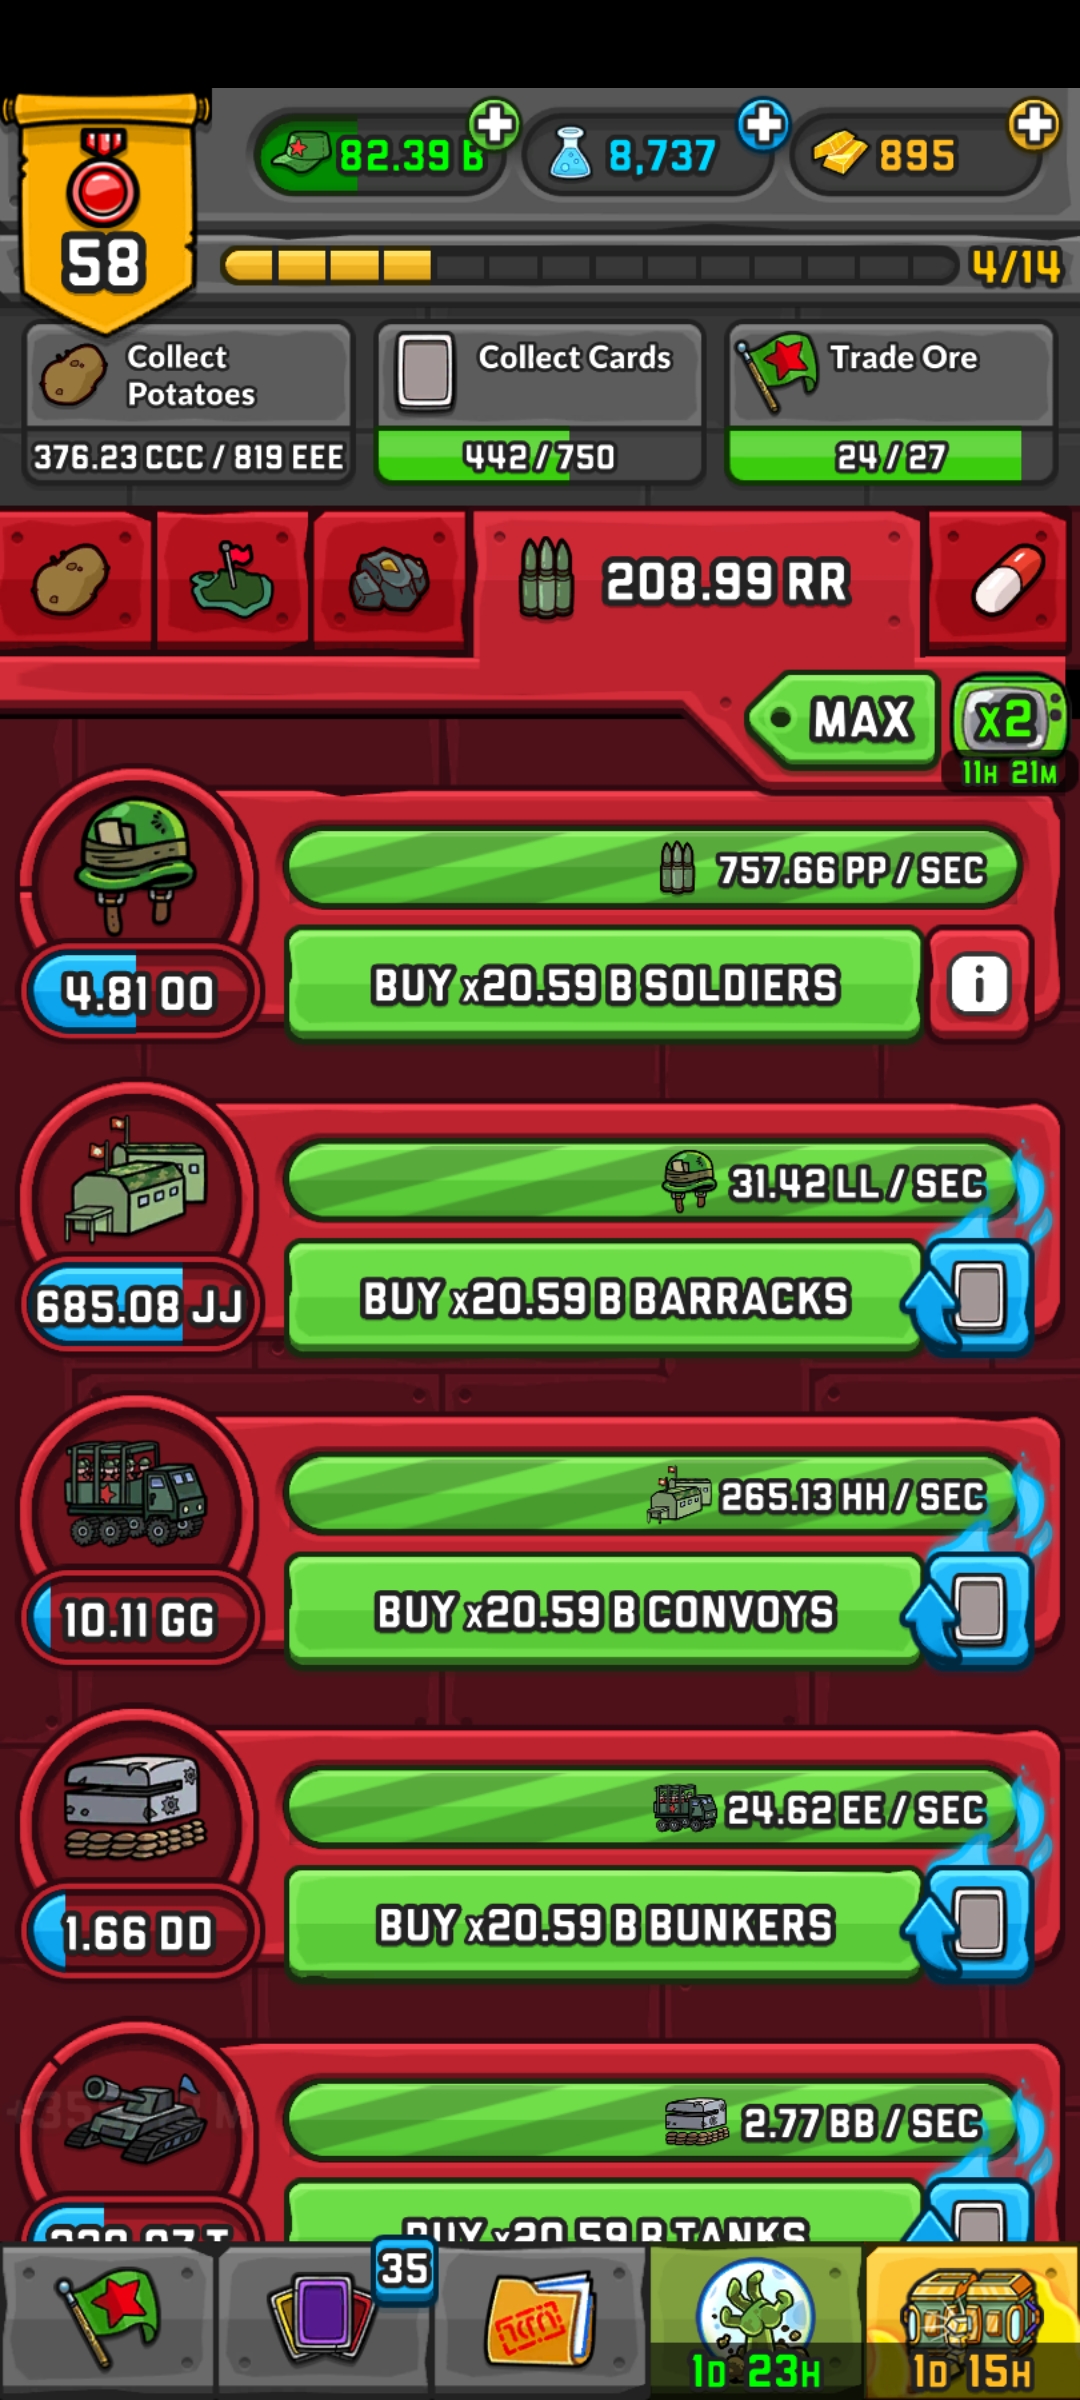 82.39 B
8,737
895
58
4/14
Collect
Potatoes
376.23 CCC / 819 EEE
Collect Cards
442/750
Trade Ore
24/27
208.99 RR
MAX
x2
11H 21M
757.66 PP / SEC
4.81 OO
BUY x20.59 B SOLDIERS
i
31.42 LL / SEC
685.08 JJ
BUY x20.59 B BARRACKS
265.13 HH / SEC
10.11 GG
BUY x20.59 B CONVOYS
24.62 EE / SEC
1.66 DD
BUY x20.59 B BUNKERS
2.77 BB / SEC
BUY x20.59 B TANKS
35
1D 23H
1D 15H